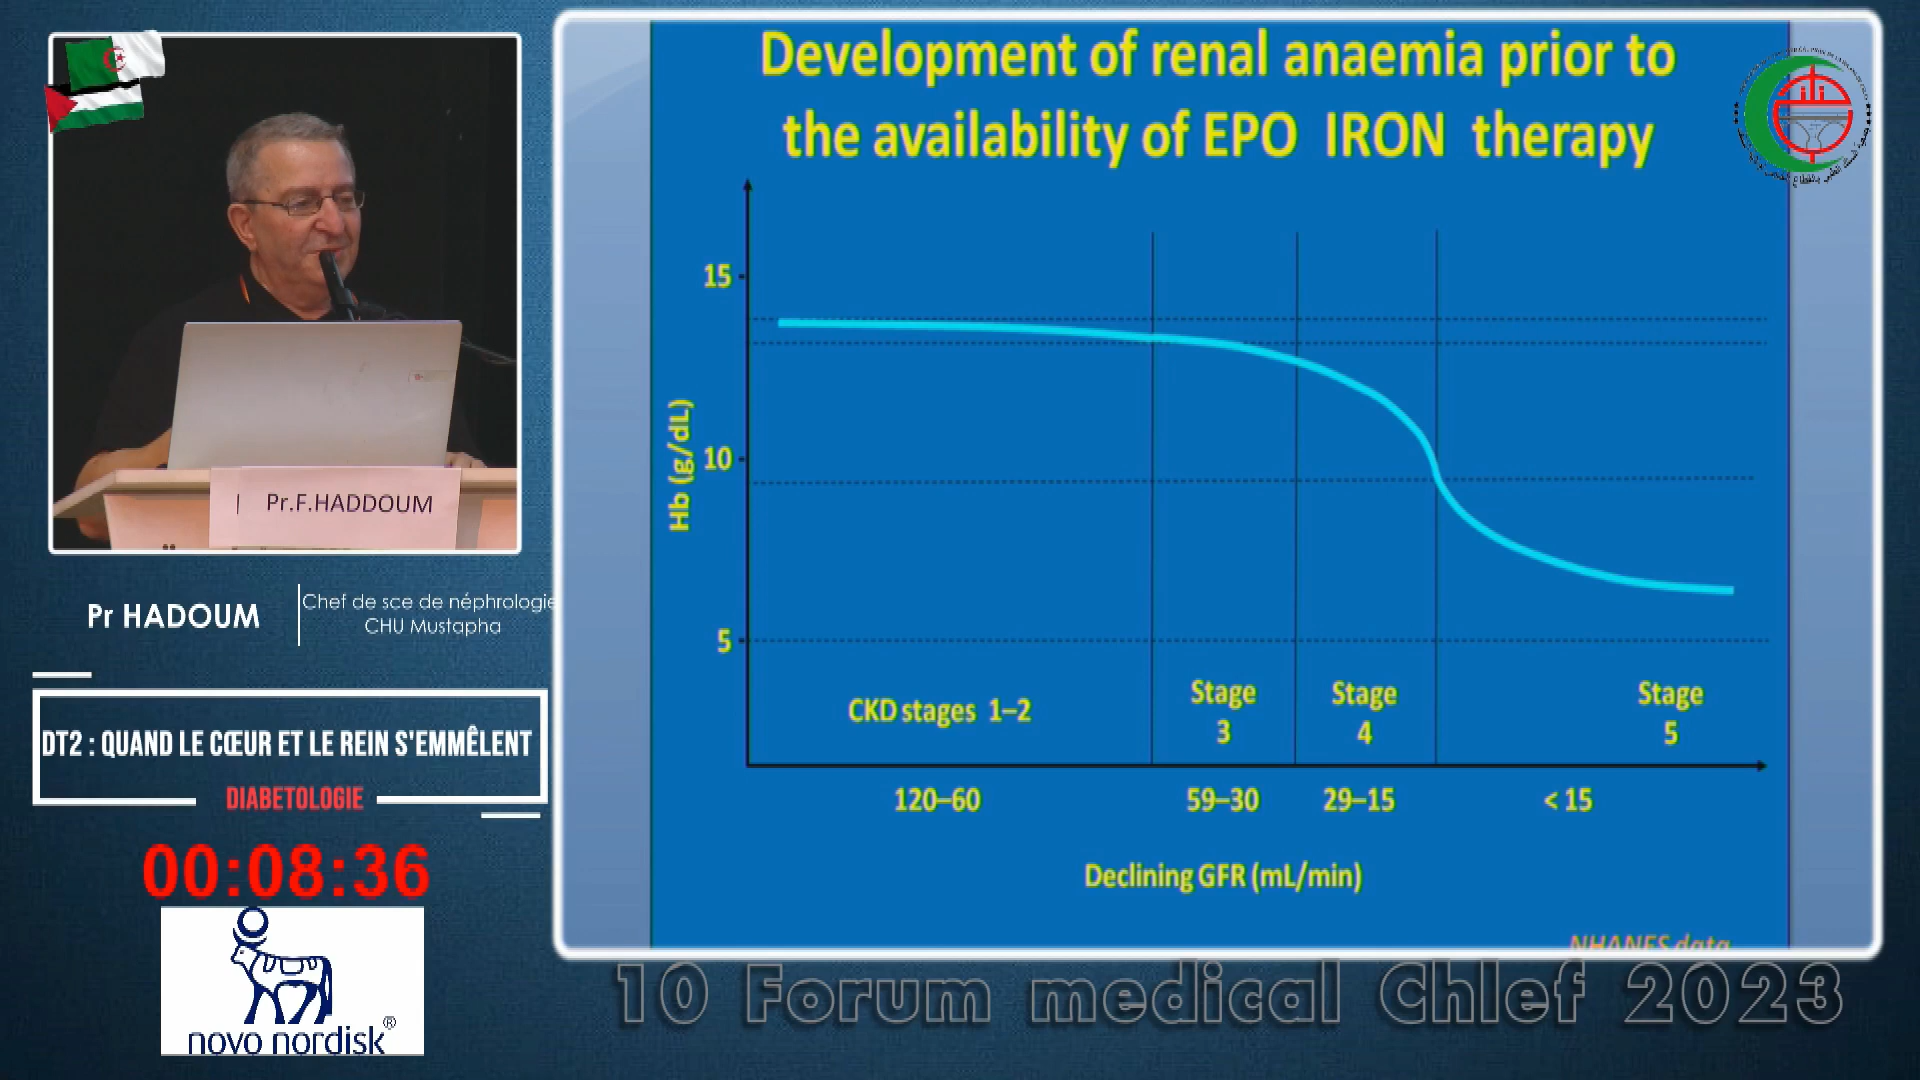 Pr.F.HADDOUM
Pr HADOUM
Chef de sce de néphrologie
CHU Mustapha
DT2 : QUAND LE CŒUR ET LE REIN S'EMMÊLENT
DIABETOLOGIE
00:08:36
novo nordisk®
Development of renal anaemia prior to
the availability of EPO IRON therapy
15
10
5
Hb (g/dL)
CKD stages 1–2
Stage
3
Stage
4
Stage
5
120–60
59–30
29–15
< 15
Declining GFR (mL/min)
NHANES data
10 Forum medical Chlef 2023